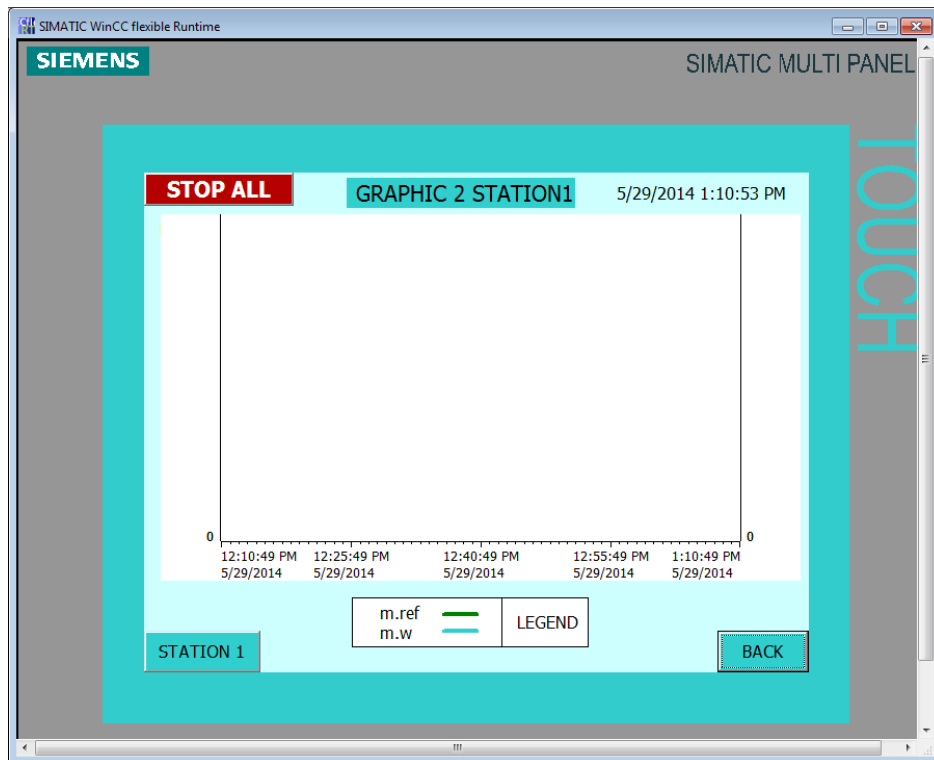 SIMATIC WinCC flexible Runtime
SIEMENS
SIMATIC MULTI PANEL
TOUCH
STOP ALL
GRAPHIC 2 STATION1
5/29/2014 1:10:53 PM
0
0
12:10:49 PM 12:25:49 PM 12:40:49 PM 12:55:49 PM 1:10:49 PM
5/29/2014 5/29/2014 5/29/2014 5/29/2014 5/29/2014
m.ref
m.w
LEGEND
STATION 1
BACK